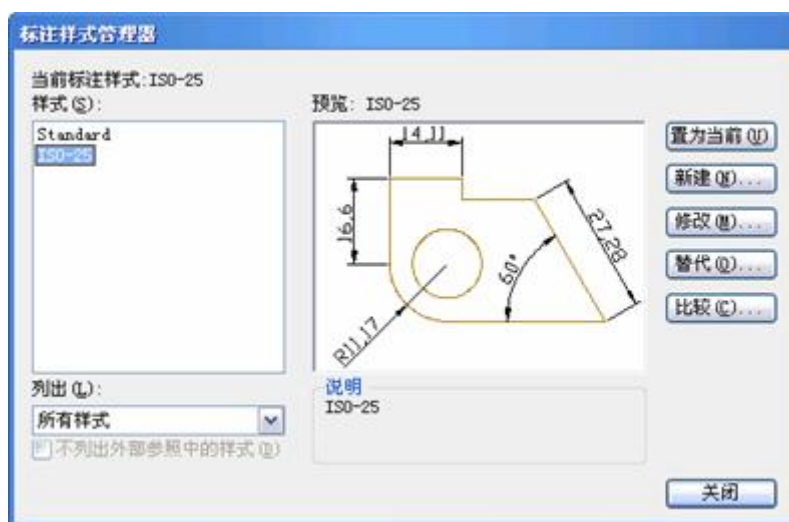 标注样式管理器
当前标注样式:ISO-25
样式(S):
Standard
ISO-25
预览: ISO-25
14,11
16,6
R11,17
60°
27,28
置为当前(U)
新建(N)...
修改(M)...
替代(O)...
比较(C)...
列出(L):
所有样式
不列出外部参照中的样式(D)
说明
ISO-25
关闭